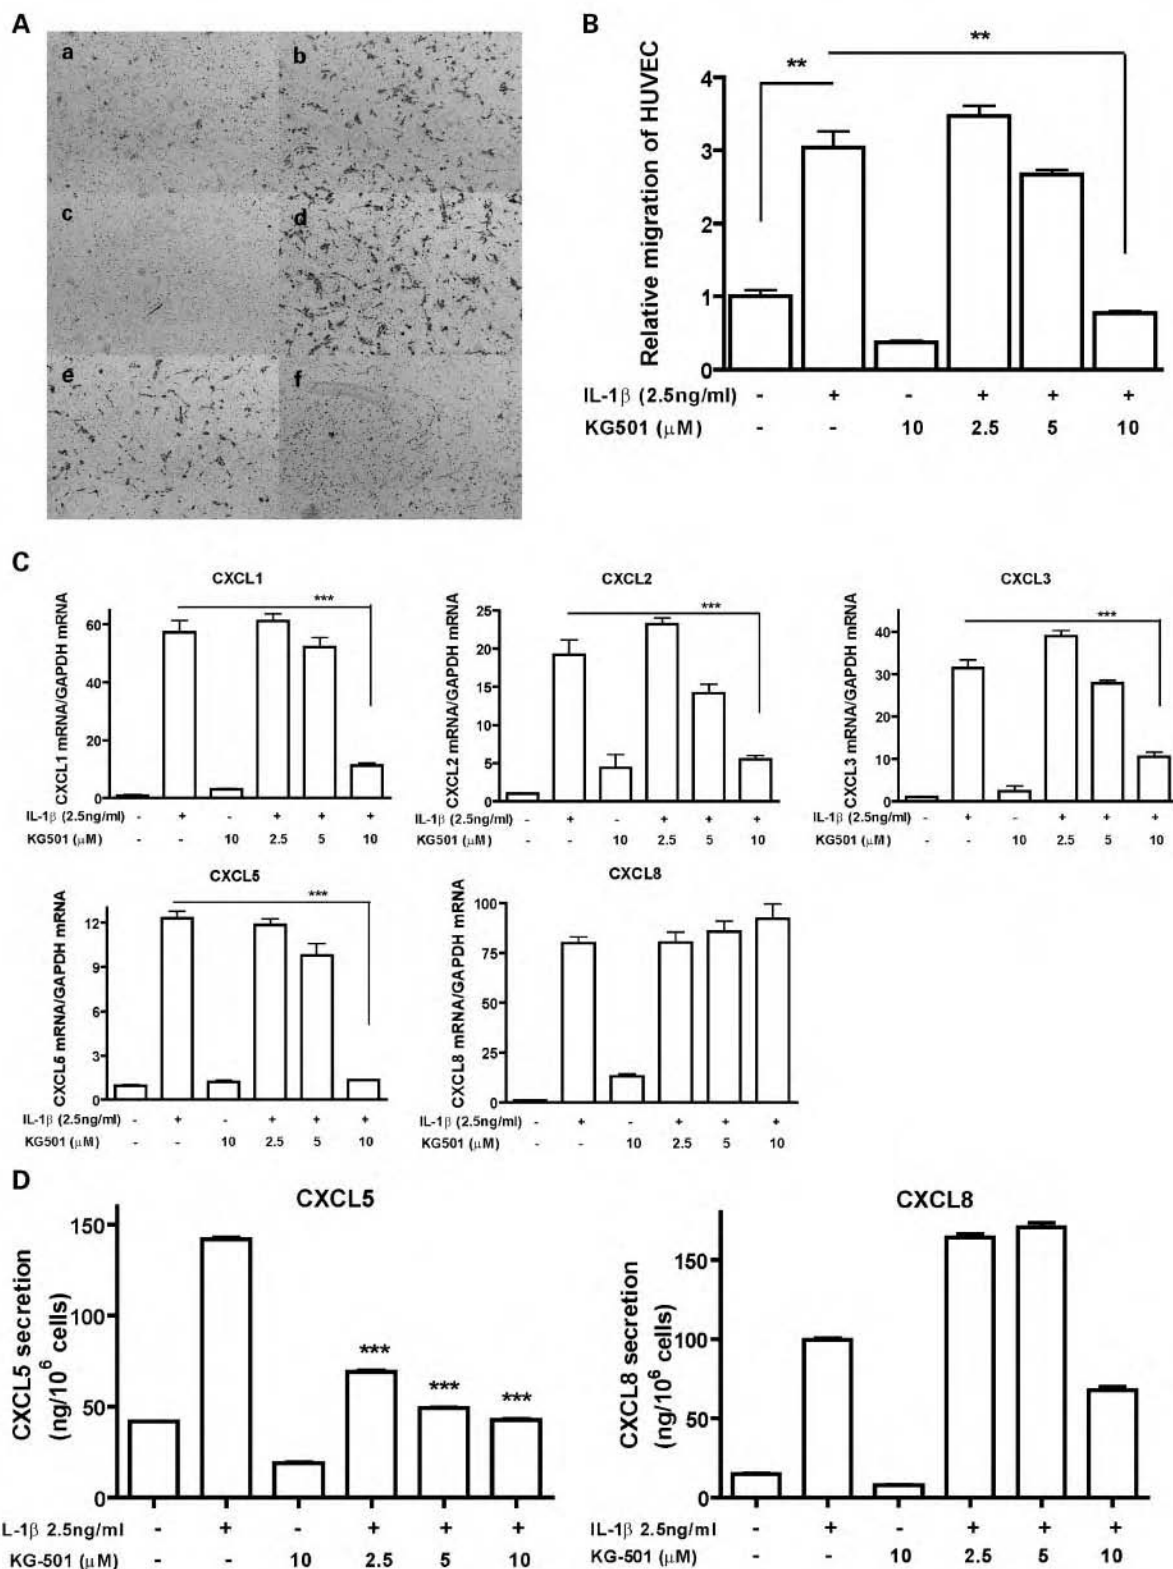 A
a
b
c
d
e
f
B
Relative migration of HUVEC
**
**
4
3
2
1
0
IL-1β (2.5ng/ml) - + - + + +
KG501 (μM) - - 10 2.5 5 10
C
CXCL1
CXCL1 mRNA/GAPDH mRNA
***
60
40
20
0
IL-1β (2.5ng/ml) - + - + + +
KG501 (μM) - - 10 2.5 5 10
CXCL2
CXCL2 mRNA/GAPDH mRNA
***
25
20
15
10
5
0
IL-1β (2.5ng/ml) - + - + + +
KG501 (μM) - - 10 2.5 5 10
CXCL3
CXCL3 mRNA/GAPDH mRNA
***
40
30
20
10
0
IL-1β (2.5ng/ml) - + - + + +
KG501 (μM) - - 10 2.5 5 10
CXCL5
CXCL5 mRNA/GAPDH mRNA
***
12
9
6
3
0
IL-1β (2.5ng/ml) - + - + + +
KG501 (μM) - - 10 2.5 5 10
CXCL8
CXCL8 mRNA/GAPDH mRNA
100
75
50
25
0
IL-1β (2.5ng/ml) - + - + + +
KG501 (μM) - - 10 2.5 5 10
D
CXCL5
CXCL5 secretion
(ng/10⁶ cells)
150
100
50
0
***
***
***
L-1β 2.5ng/ml - + - + + +
KG-501 (μM) - - 10 2.5 5 10
CXCL8
CXCL8 secretion
(ng/10⁶ cells)
150
100
50
0
IL-1β 2.5ng/ml - + - + + +
KG-501 (μM) - - 10 2.5 5 10